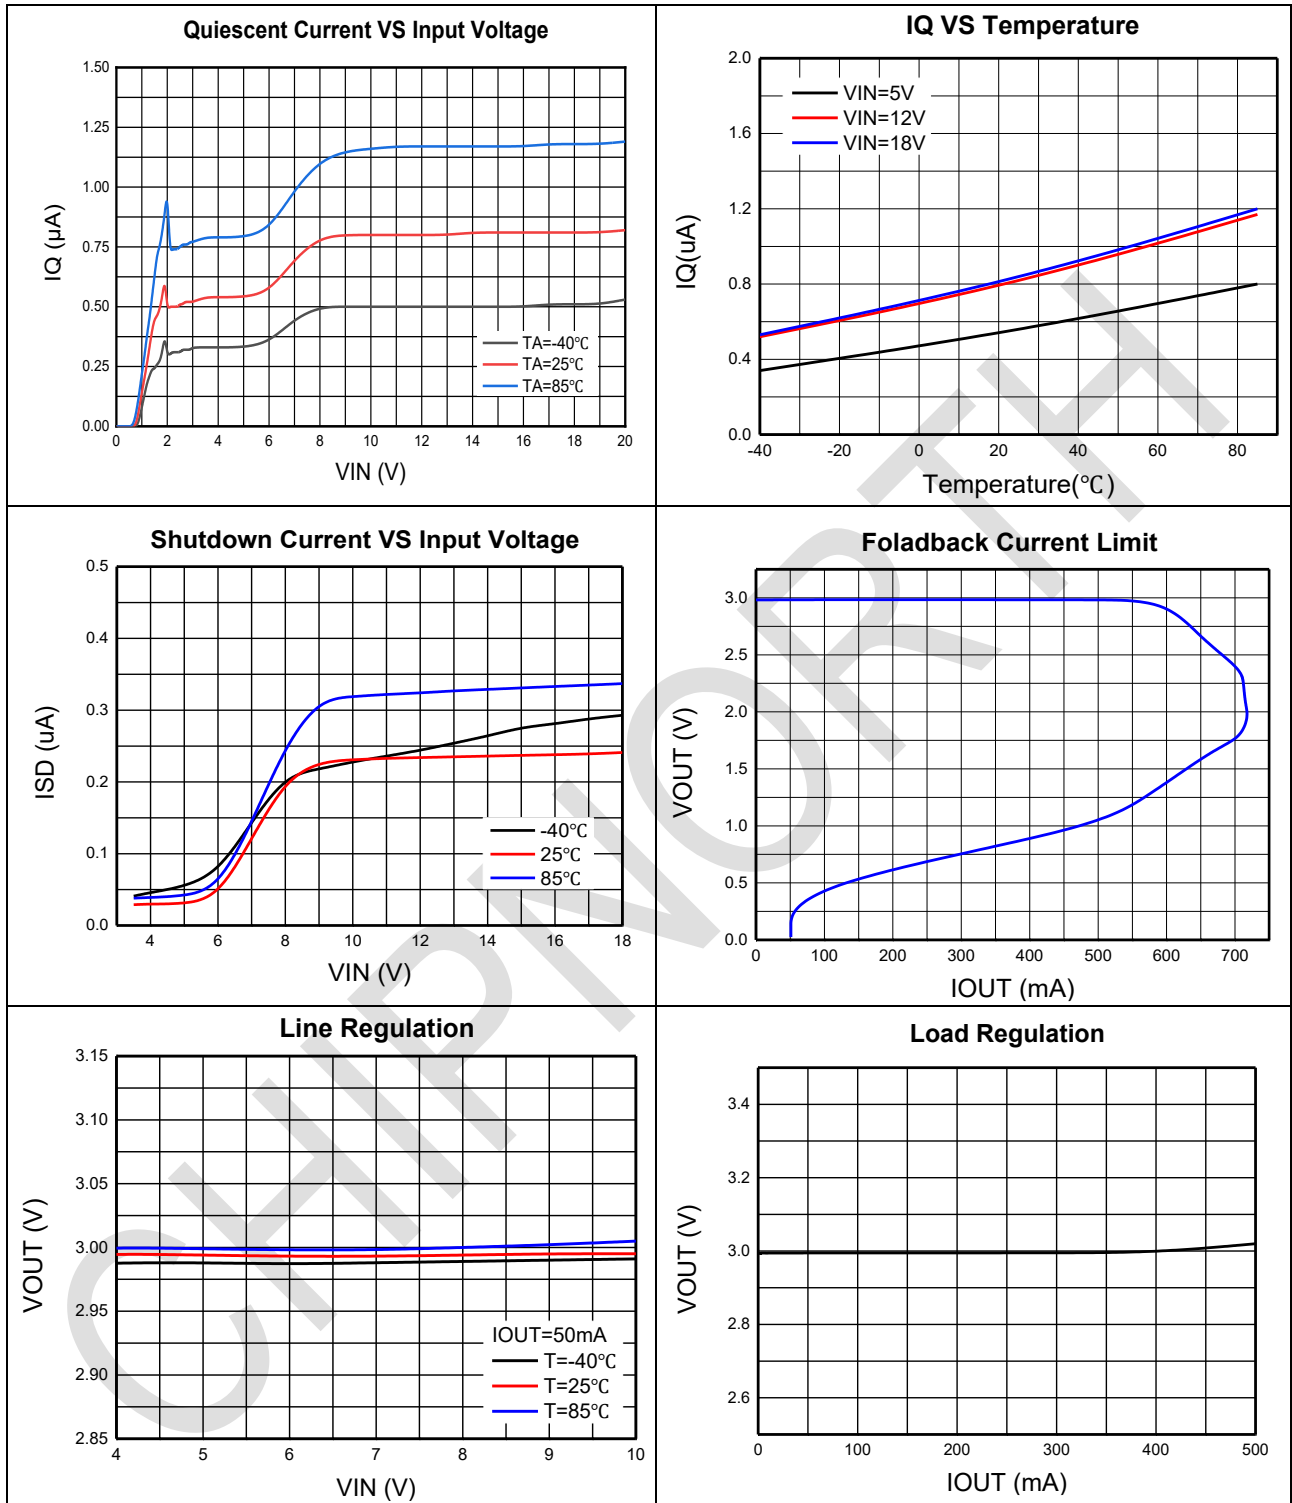 Quiescent Current VS Input Voltage
1.50
1.25
1.00
0.75
0.50
0.25
0.00
IQ (μA)
TA=-40℃
TA=25℃
TA=85℃
0 2 4 6 8 10 12 14 16 18 20
VIN (V)
IQ VS Temperature
2.0
1.6
1.2
0.8
0.4
0.0
IQ(uA)
VIN=5V
VIN=12V
VIN=18V
-40 -20 0 20 40 60 80
Temperature(℃)
Shutdown Current VS Input Voltage
0.5
0.4
0.3
0.2
0.1
0.0
ISD (uA)
-40℃
25℃
85℃
4 6 8 10 12 14 16 18
VIN (V)
Foladback Current Limit
3.0
2.5
2.0
1.5
1.0
0.5
0.0
VOUT (V)
0 100 200 300 400 500 600 700
IOUT (mA)
Line Regulation
3.15
3.10
3.05
3.00
2.95
2.90
2.85
VOUT (V)
IOUT=50mA
T=-40℃
T=25℃
T=85℃
4 5 6 7 8 9 10
VIN (V)
Load Regulation
3.4
3.2
3.0
2.8
2.6
VOUT (V)
0 100 200 300 400 500
IOUT (mA)
CHIPNORTH